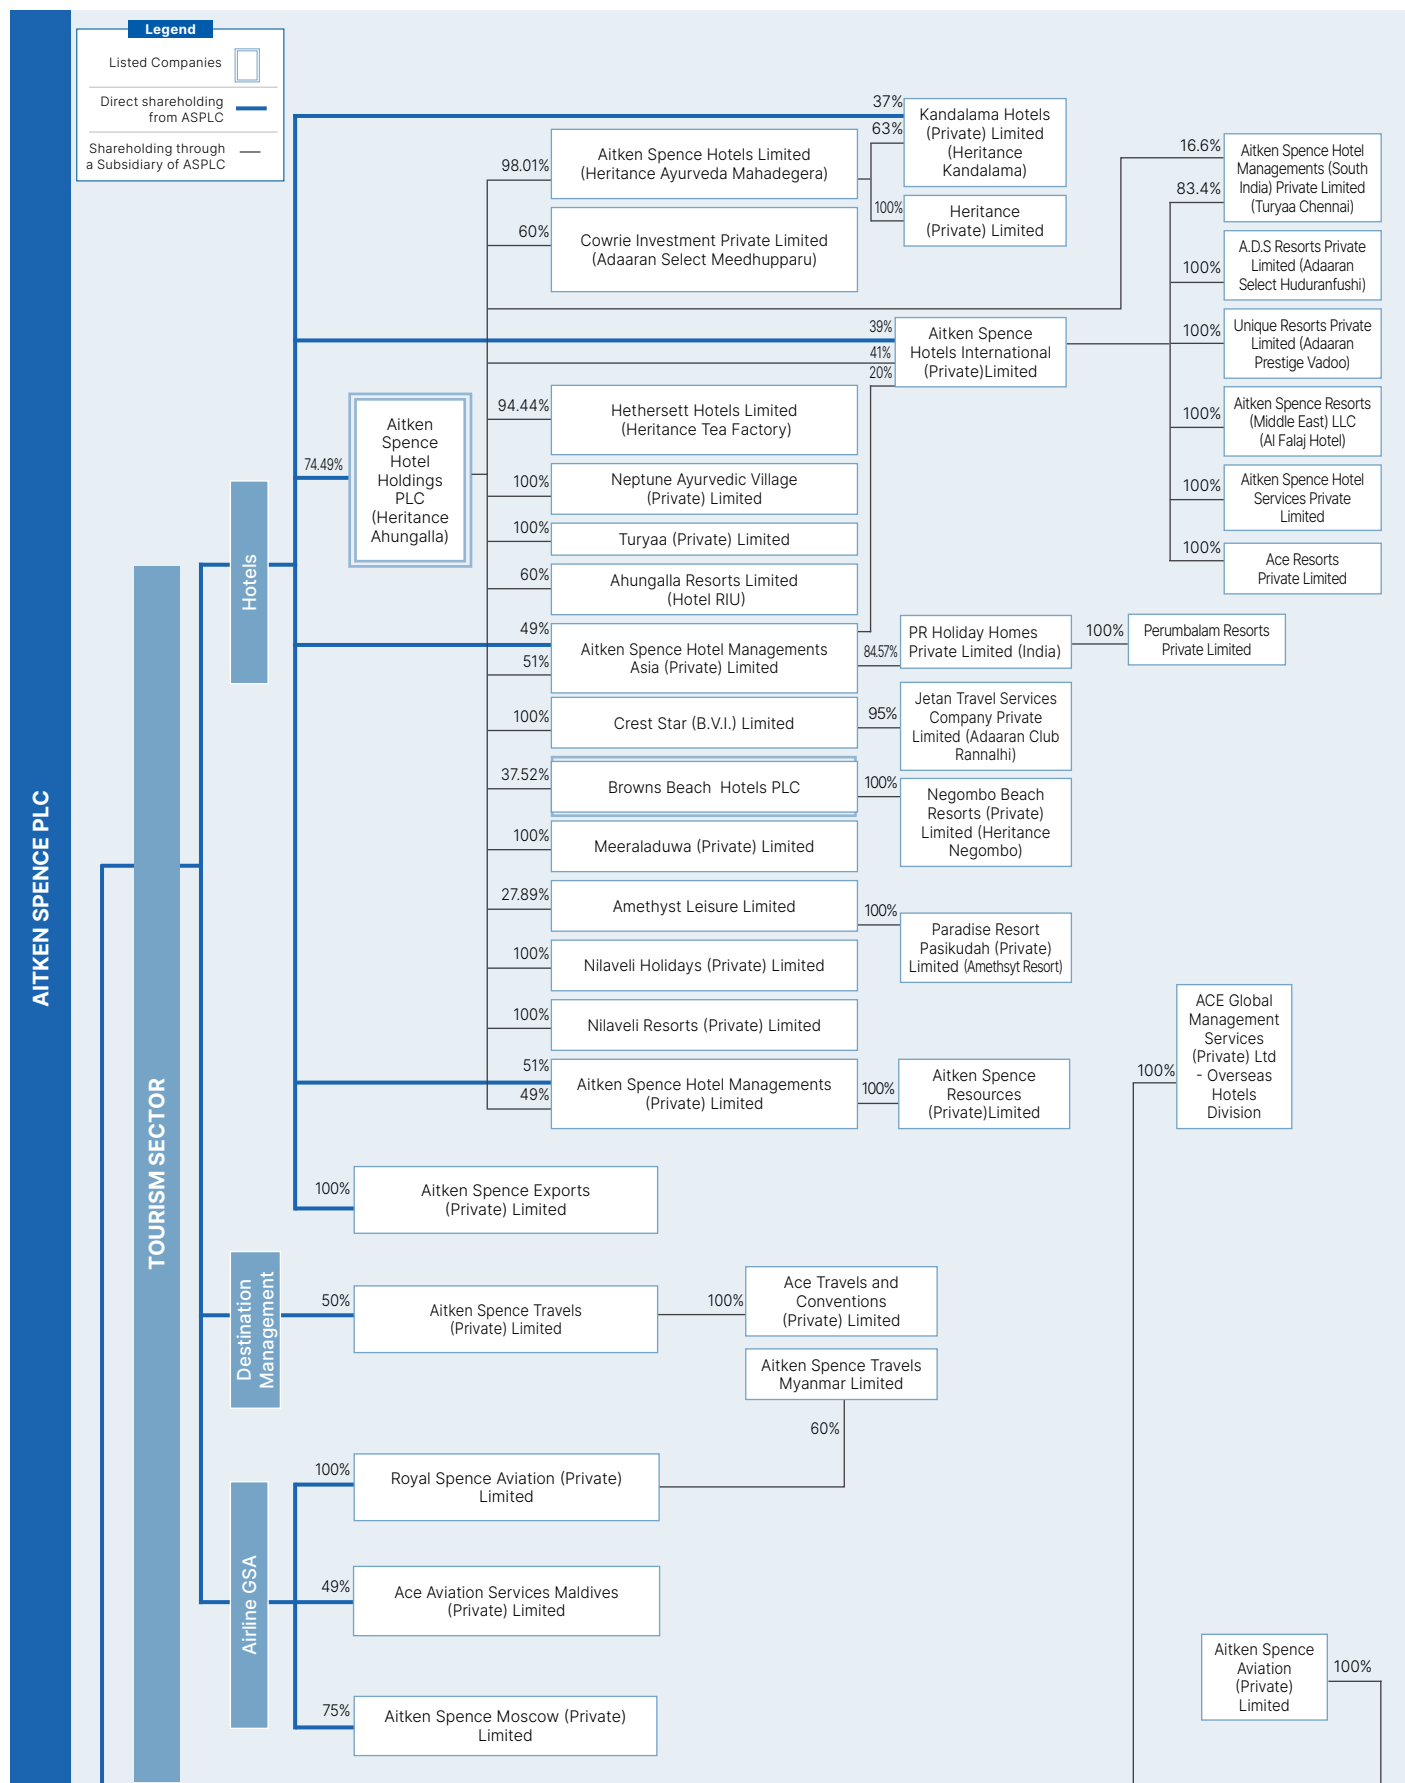 Legend
Listed Companies
Direct shareholding
from ASPLC
Shareholding through
a Subsidiary of ASPLC
AITKEN SPENCE PLC
TOURISM SECTOR
Hotels
37%
63%
Kandalama Hotels
(Private) Limited
(Heritance
Kandalama)
98.01%
Aitken Spence Hotels Limited
(Heritance Ayurveda Mahadegera)
100%
Heritance
(Private) Limited
60%
Cowrie Investment Private Limited
(Adaaran Select Meedhupparu)
16.6%
83.4%
Aitken Spence Hotel
Managements (South
India) Private Limited
(Turyaa Chennai)
100%
A.D.S Resorts Private
Limited (Adaaran
Select Huduranfushi)
39%
41%
20%
Aitken Spence
Hotels International
(Private)Limited
100%
Unique Resorts Private
Limited (Adaaran
Prestige Vadoo)
100%
Aitken Spence Resorts
(Middle East) LLC
(Al Falaj Hotel)
100%
Aitken Spence Hotel
Services Private
Limited
100%
Ace Resorts
Private Limited
74.49%
Aitken
Spence
Hotel
Holdings
PLC
(Heritance
Ahungalla)
94.44%
Hethersett Hotels Limited
(Heritance Tea Factory)
100%
Neptune Ayurvedic Village
(Private) Limited
100%
Turyaa (Private) Limited
60%
Ahungalla Resorts Limited
(Hotel RIU)
49%
51%
Aitken Spence Hotel Managements
Asia (Private) Limited
84.57%
PR Holiday Homes
Private Limited (India)
100%
Perumbalam Resorts
Private Limited
100%
Crest Star (B.V.I.) Limited
95%
Jetan Travel Services
Company Private
Limited (Adaaran Club
Rannalhi)
37.52%
Browns Beach  Hotels PLC
100%
Negombo Beach
Resorts (Private)
Limited (Heritance
Negombo)
100%
Meeraladuwa (Private) Limited
27.89%
Amethyst Leisure Limited
100%
Paradise Resort
Pasikudah (Private)
Limited (Amethsyt Resort)
100%
Nilaveli Holidays (Private) Limited
100%
Nilaveli Resorts (Private) Limited
51%
49%
Aitken Spence Hotel Managements
(Private) Limited
100%
Aitken Spence
Resources
(Private)Limited
100%
ACE Global
Management
Services
(Private) Ltd
- Overseas
Hotels
Division
100%
Aitken Spence Exports
(Private) Limited
Destination
Management
50%
Aitken Spence Travels
(Private) Limited
100%
Ace Travels and
Conventions
(Private) Limited
Aitken Spence Travels
Myanmar Limited
60%
Airline GSA
100%
Royal Spence Aviation (Private)
Limited
49%
Ace Aviation Services Maldives
(Private) Limited
75%
Aitken Spence Moscow (Private)
Limited
Aitken Spence
Aviation
(Private)
Limited
100%